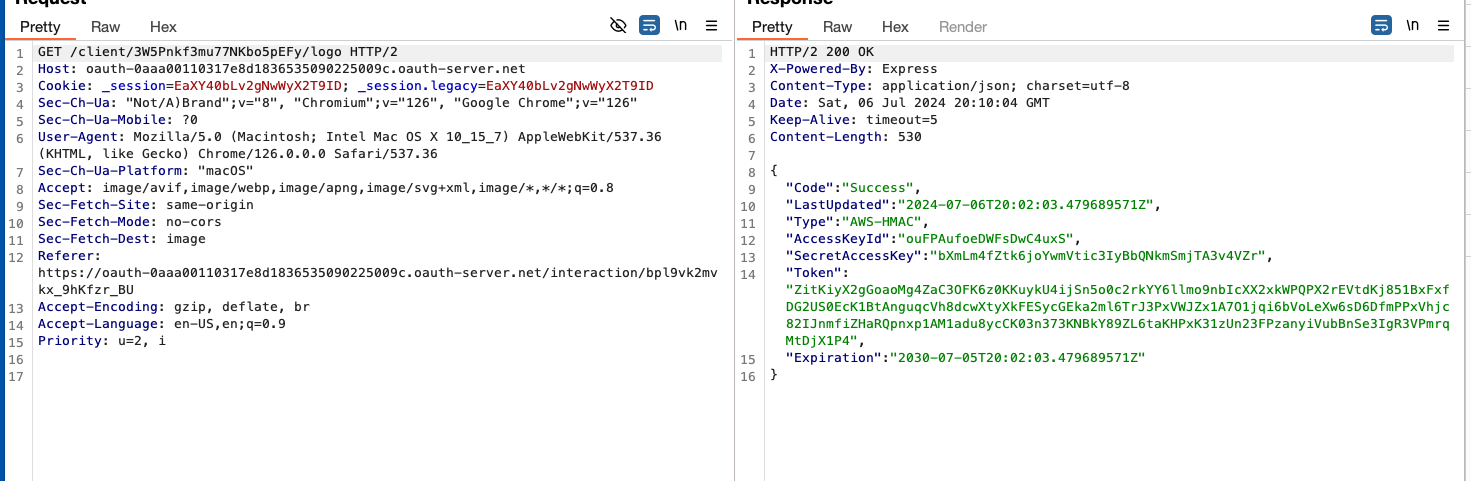 Request
Pretty Raw Hex \n
1 GET /client/3W5Pnkf3mu77NKbo5pEFy/logo HTTP/2
2 Host: oauth-0aaa00110317e8d1836535090225009c.oauth-server.net
3 Cookie: _session=EaXY40bLv2gNwWyX2T9ID; _session.legacy=EaXY40bLv2gNwWyX2T9ID
4 Sec-Ch-Ua: "Not/A)Brand";v="8", "Chromium";v="126", "Google Chrome";v="126"
5 Sec-Ch-Ua-Mobile: ?0
6 User-Agent: Mozilla/5.0 (Macintosh; Intel Mac OS X 10_15_7) AppleWebKit/537.36
(KHTML, like Gecko) Chrome/126.0.0.0 Safari/537.36
7 Sec-Ch-Ua-Platform: "macOS"
8 Accept: image/avif,image/webp,image/apng,image/svg+xml,image/*,*/*;q=0.8
9 Sec-Fetch-Site: same-origin
10 Sec-Fetch-Mode: no-cors
11 Sec-Fetch-Dest: image
12 Referer:
https://oauth-0aaa00110317e8d1836535090225009c.oauth-server.net/interaction/bpl9vk2mv
kx_9hKfzr_BU
13 Accept-Encoding: gzip, deflate, br
14 Accept-Language: en-US,en;q=0.9
15 Priority: u=2, i
16
17
Response
Pretty Raw Hex Render \n
1 HTTP/2 200 OK
2 X-Powered-By: Express
3 Content-Type: application/json; charset=utf-8
4 Date: Sat, 06 Jul 2024 20:10:04 GMT
5 Keep-Alive: timeout=5
6 Content-Length: 530
7
8 {
9 "Code":"Success",
10 "LastUpdated":"2024-07-06T20:02:03.479689571Z",
11 "Type":"AWS-HMAC",
12 "AccessKeyId":"ouFPAufoeDWFsDwC4uxS",
13 "SecretAccessKey":"bXmLm4fZtk6joYwmVtic3IyBbQNkmSmjTA3v4VZr",
14 "Token":
"ZitKiyX2gGoaoMg4ZaC3OFK6z0KKuykU4ijSn5o0c2rkYY6llmo9nbIcXX2xkWPQPX2rEVtdKj851BxFxf
DG2US0EcK1BtAnguqcVh8dcwXtyXkFESycGEka2ml6TrJ3PxVWJZx1A7O1jqi6bVoLeXw6sD6DfmPPxVhjc
82IJnmfiZHaRQpnxp1AM1adu8ycCK03n373KNBkY89ZL6taKHPxK31zUn23FPzanyiVubBnSe3IgR3VPmrq
MtDjX1P4",
15 "Expiration":"2030-07-05T20:02:03.479689571Z"
16 }